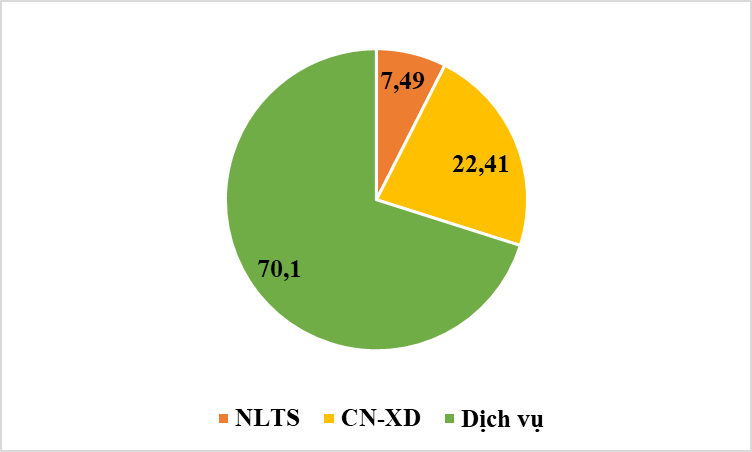 7,49
22,41
70,1
NLTS CN-XD Dịch vụ